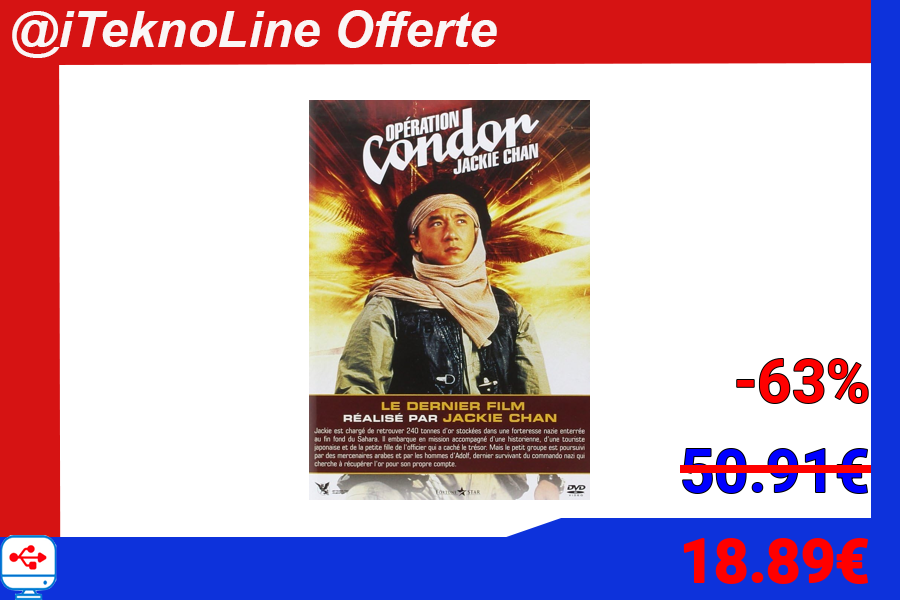 @iTeknoLine Offerte
OPÉRATION
Condor
JACKIE CHAN
LE DERNIER FILM
RÉALISÉ PAR JACKIE CHAN
Jackie est chargé de retrouver 240 tonnes d'or stockées dans une forteresse nazie enterrée
au fin fond du Sahara. Il embarque en mission accompagné d'une historienne, d'une touriste
japonaise et de la petite fille de l'officier qui a caché le trésor. Mais le petit groupe est poursuivi
par des mercenaires arabes et par les hommes d'Adolf, dernier survivant du commando nazi qui
cherche à récupérer l'or pour son propre compte.
FORTUNE STAR
DVD
VIDEO
-63%
50.91€
18.89€